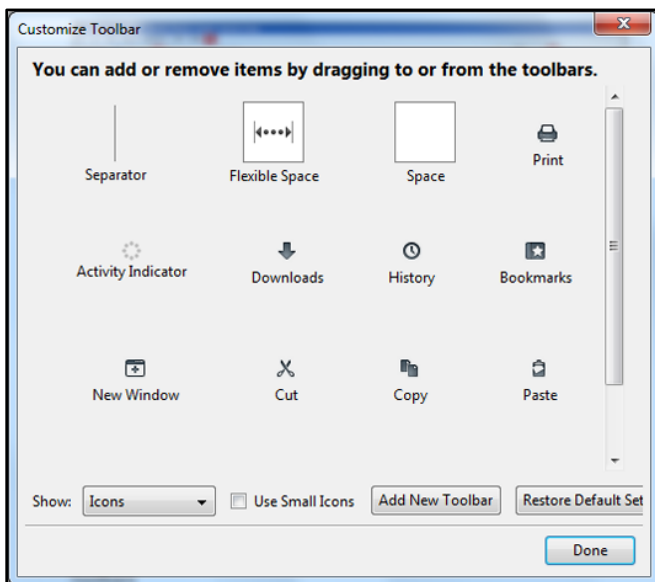 Customize Toolbar
You can add or remove items by dragging to or from the toolbars.
Separator Flexible Space Space Print
Activity Indicator Downloads History Bookmarks
New Window Cut Copy Paste
Show: Icons Use Small Icons Add New Toolbar Restore Default Set
Done